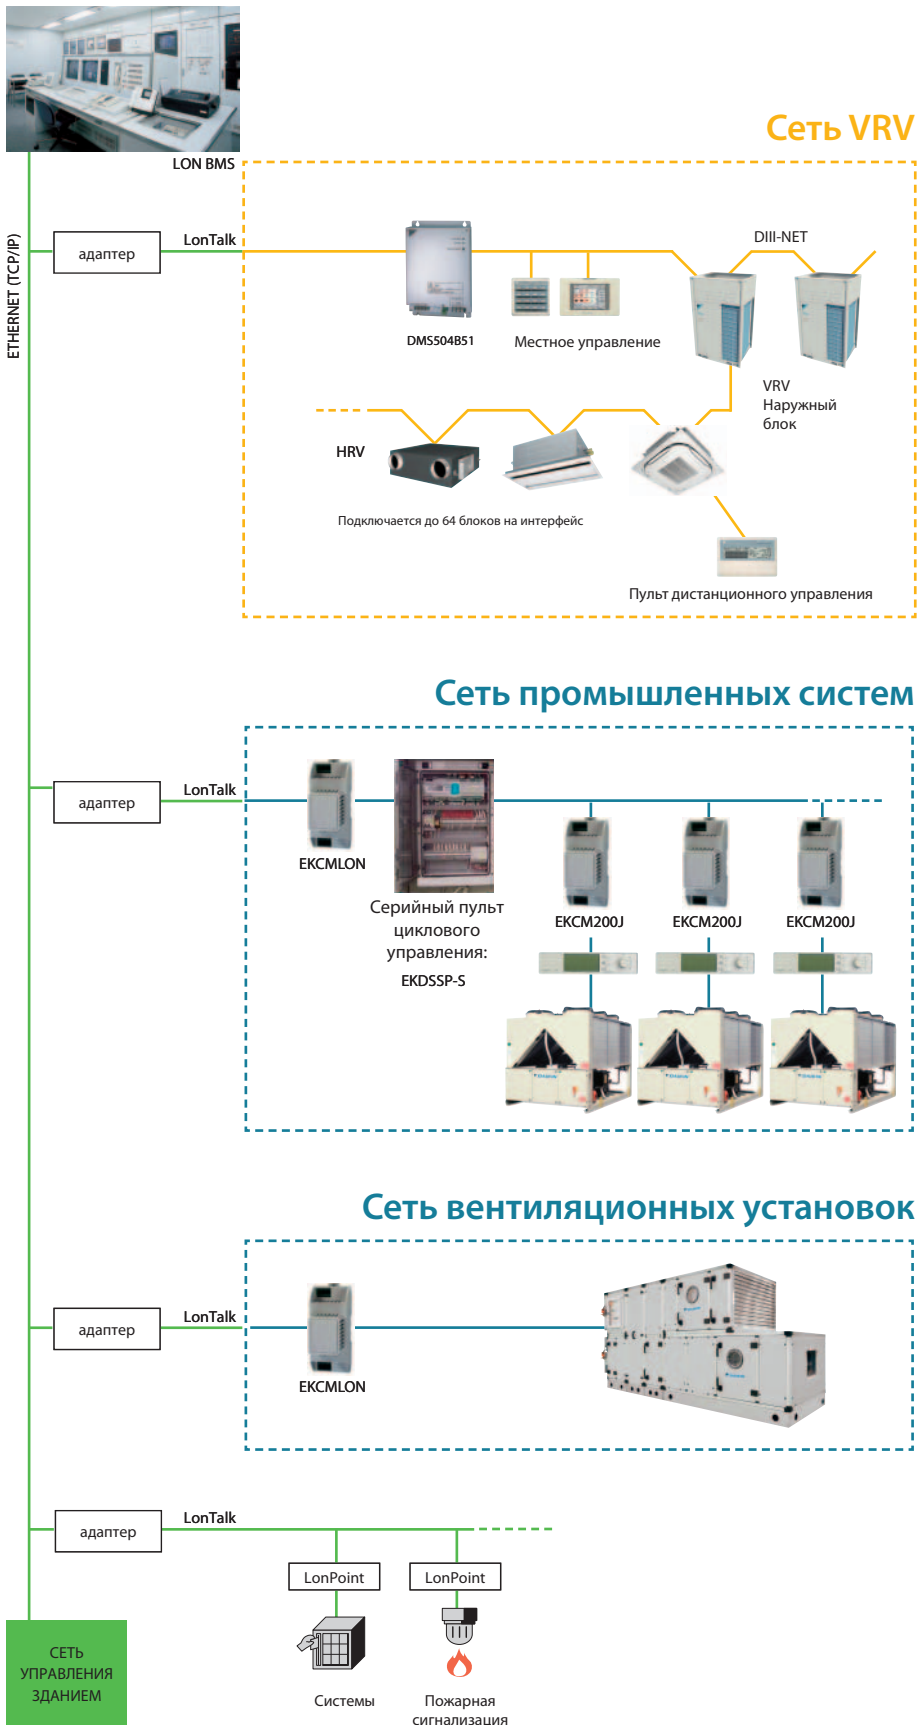 Сеть VRV
LON BMS
ETHERNET (TCP/IP)
адаптер
LonTalk
DIII-NET
DMS504B51
Местное управление
VRV
Наружный
блок
HRV
Подключается до 64 блоков на интерфейс
Пульт дистанционного управления
Сеть промышленных систем
адаптер
LonTalk
EKCMLON
Серийный пульт
циклового
управления:
EKDSSP-S
EKCM200J
EKCM200J
EKCM200J
Сеть вентиляционных установок
адаптер
LonTalk
EKCMLON
адаптер
LonTalk
LonPoint
LonPoint
СЕТЬ
УПРАВЛЕНИЯ
ЗДАНИЕМ
Системы
Пожарная
сигнализация